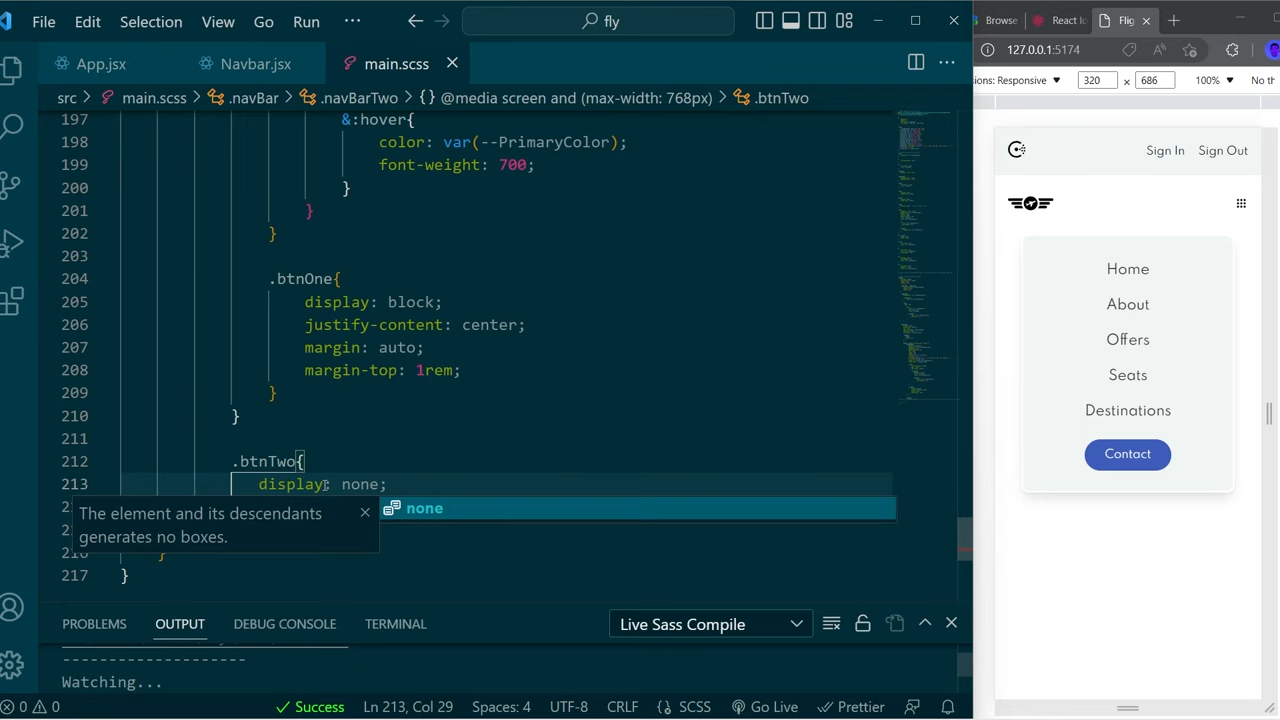 File Edit Selection View Go Run ··· fly
App.jsx Navbar.jsx main.scss
src > main.scss > .navBar > .navBarTwo > {} @media screen and (max-width: 768px) > .btnTwo
197 &:hover{
198 color: var(--PrimaryColor);
199 font-weight: 700;
200 }
201 }
202 }
203
204 .btnOne{
205 display: block;
206 justify-content: center;
207 margin: auto;
208 margin-top: 1rem;
209 }
210 }
211
212 .btnTwo{
213 display: none;
none
The element and its descendants
generates no boxes.
216 }
217 }
PROBLEMS OUTPUT DEBUG CONSOLE TERMINAL Live Sass Compile
--------------------
Watching...
0 0 Success Ln 213, Col 29 Spaces: 4 UTF-8 CRLF SCSS Go Live Prettier
Browse React Ic Flig
127.0.0.1:5174
sions: Responsive 320 × 686 100% No th
Sign In Sign Out
Home
About
Offers
Seats
Destinations
Contact